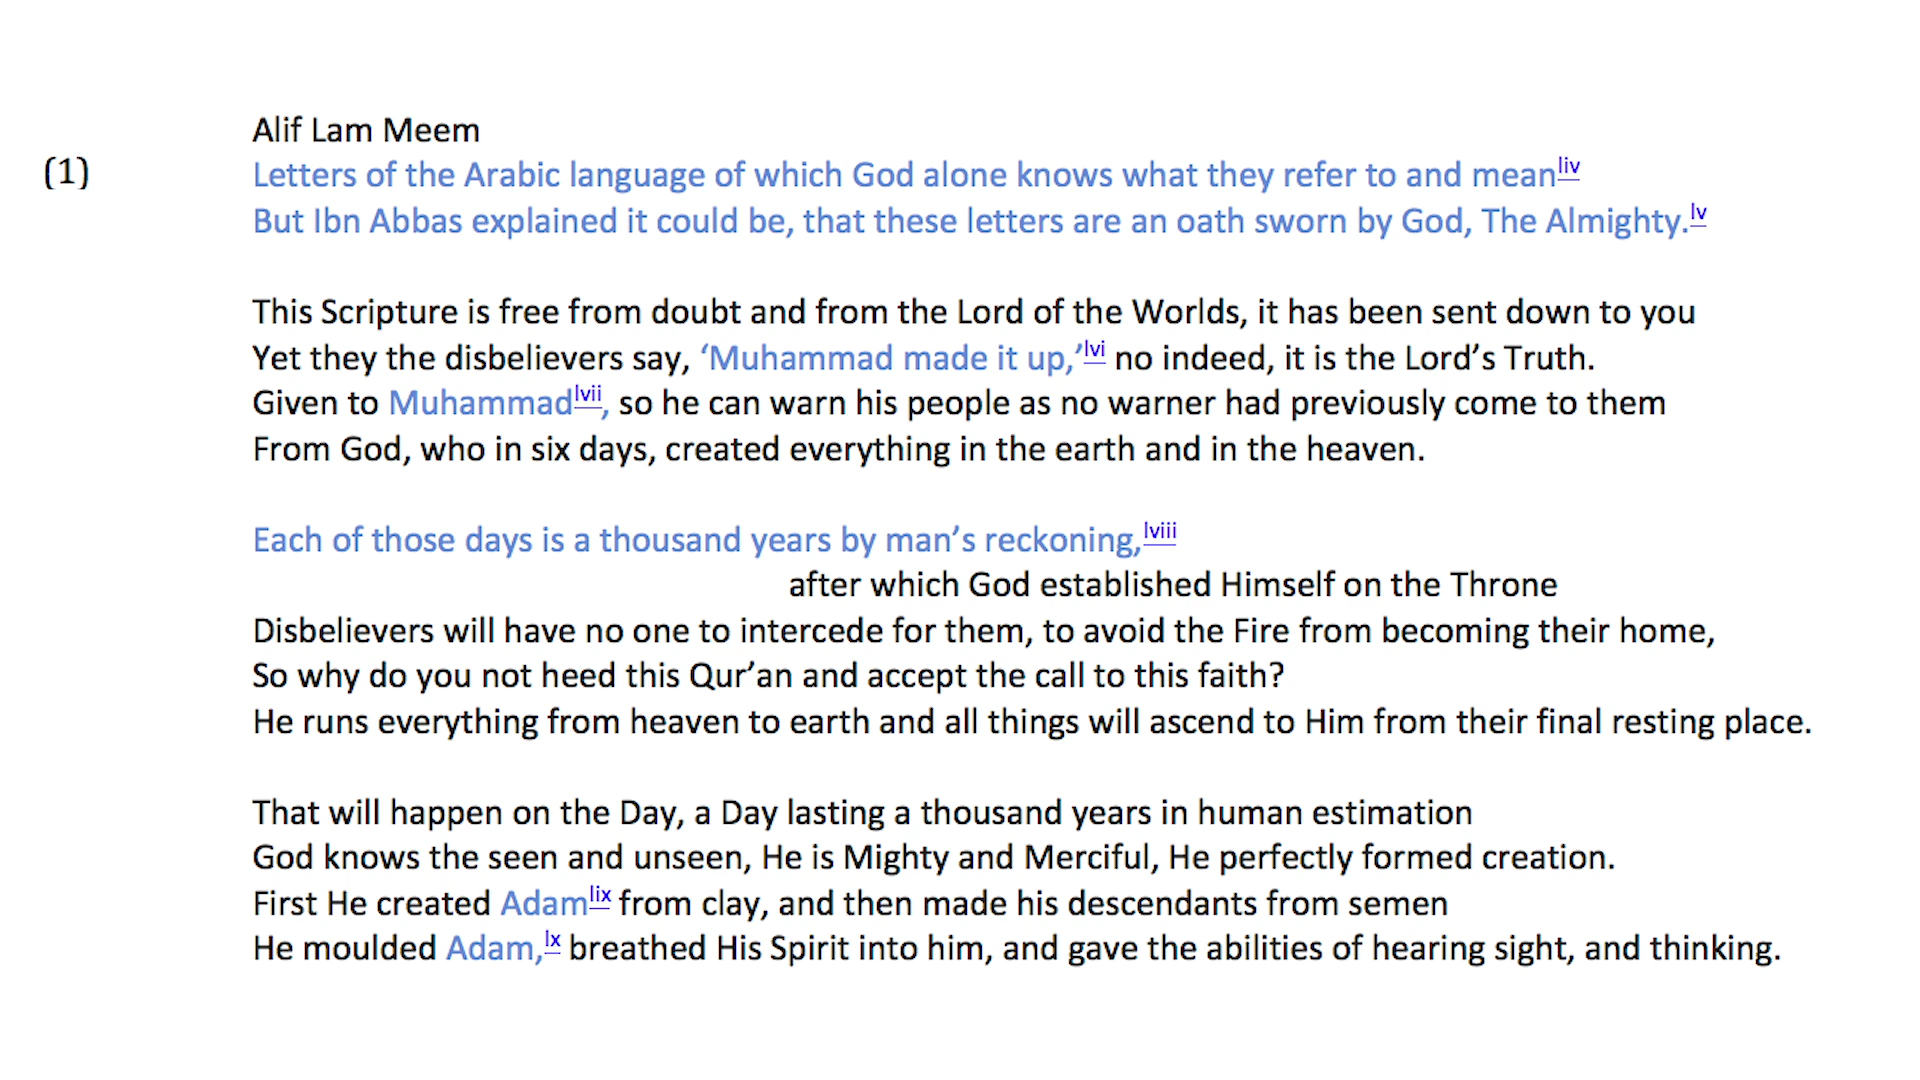 Alif Lam Meem
(1) Letters of the Arabic language of which God alone knows what they refer to and mean liv
But Ibn Abbas explained it could be, that these letters are an oath sworn by God, The Almighty. lv
This Scripture is free from doubt and from the Lord of the Worlds, it has been sent down to you
Yet they the disbelievers say, ‘Muhammad made it up,’ lvi no indeed, it is the Lord’s Truth.
Given to Muhammad lvii, so he can warn his people as no warner had previously come to them
From God, who in six days, created everything in the earth and in the heaven.
Each of those days is a thousand years by man’s reckoning, lviii
after which God established Himself on the Throne
Disbelievers will have no one to intercede for them, to avoid the Fire from becoming their home,
So why do you not heed this Qur’an and accept the call to this faith?
He runs everything from heaven to earth and all things will ascend to Him from their final resting place.
That will happen on the Day, a Day lasting a thousand years in human estimation
God knows the seen and unseen, He is Mighty and Merciful, He perfectly formed creation.
First He created Adam lix from clay, and then made his descendants from semen
He moulded Adam, lx breathed His Spirit into him, and gave the abilities of hearing sight, and thinking.